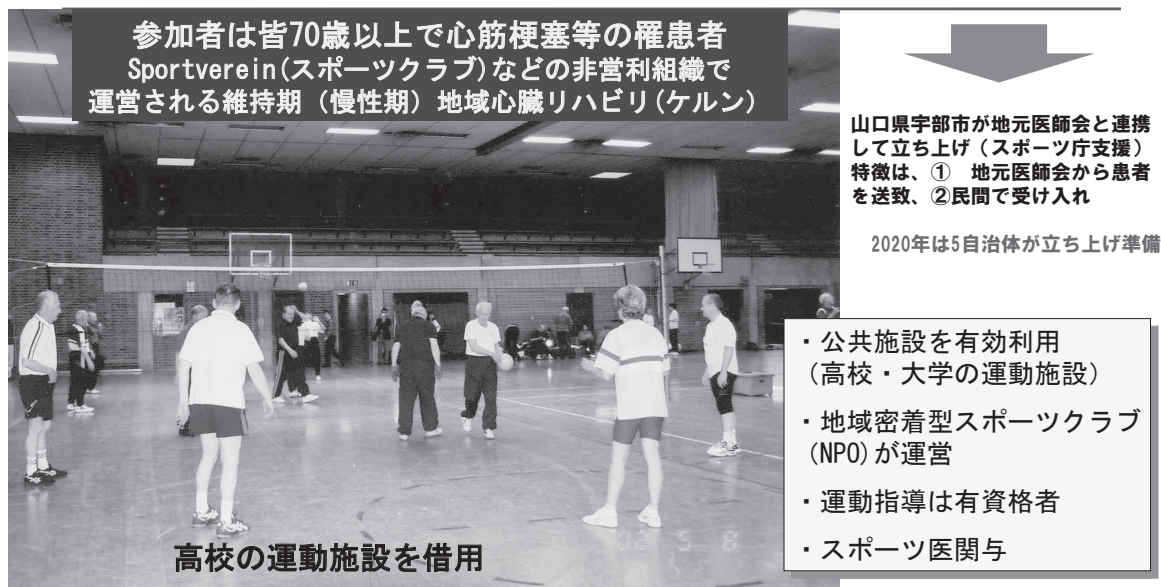 参加者は皆70歳以上で心筋梗塞等の罹患者
Sportverein(スポーツクラブ)などの非営利組織で
運営される維持期（慢性期）地域心臓リハビリ(ケルン)
山口県宇部市が地元医師会と連携
して立ち上げ（スポーツ庁支援）
特徴は、①　地元医師会から患者
を送致、②民間で受け入れ
2020年は5自治体が立ち上げ準備
・公共施設を有効利用
（高校・大学の運動施設）
・地域密着型スポーツクラブ
(NPO)が運営
・運動指導は有資格者
・スポーツ医関与
高校の運動施設を借用